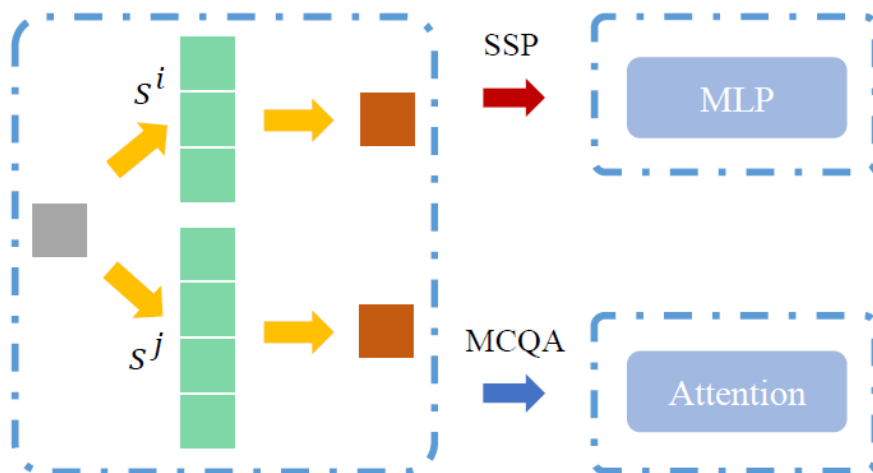 SSP
s^i
MLP
s^j
MCQA
Attention